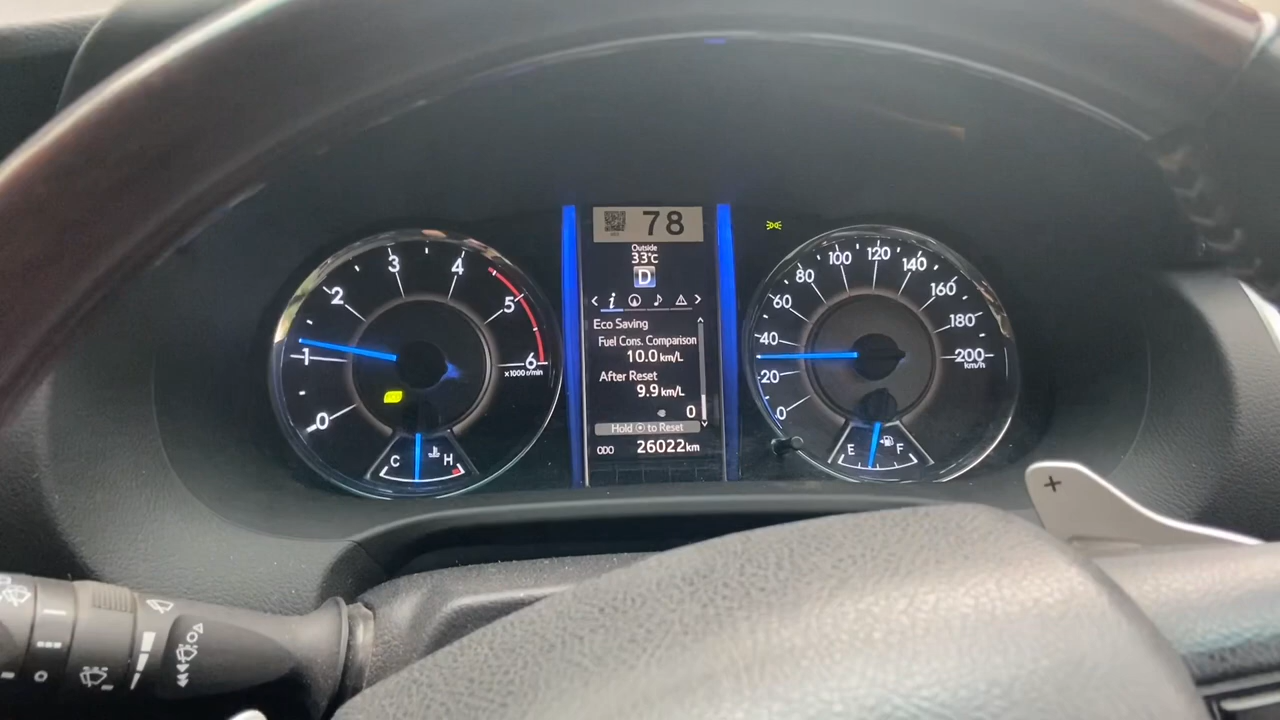 78
Outside
33°C
D
i
Eco Saving
Fuel Cons. Comparison
10.0 km/L
After Reset
9.9 km/L
0
Hold ⦿ to Reset
ODO 26022 km
0
1
2
3
4
5
6
x1000 r/min
C H
0
20
40
60
80
100
120
140
160
180
200
km/h
E F
+